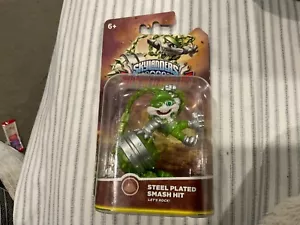 6+
SKYLANDERS
STEEL PLATED
SMASH HIT
LET'S ROCK!